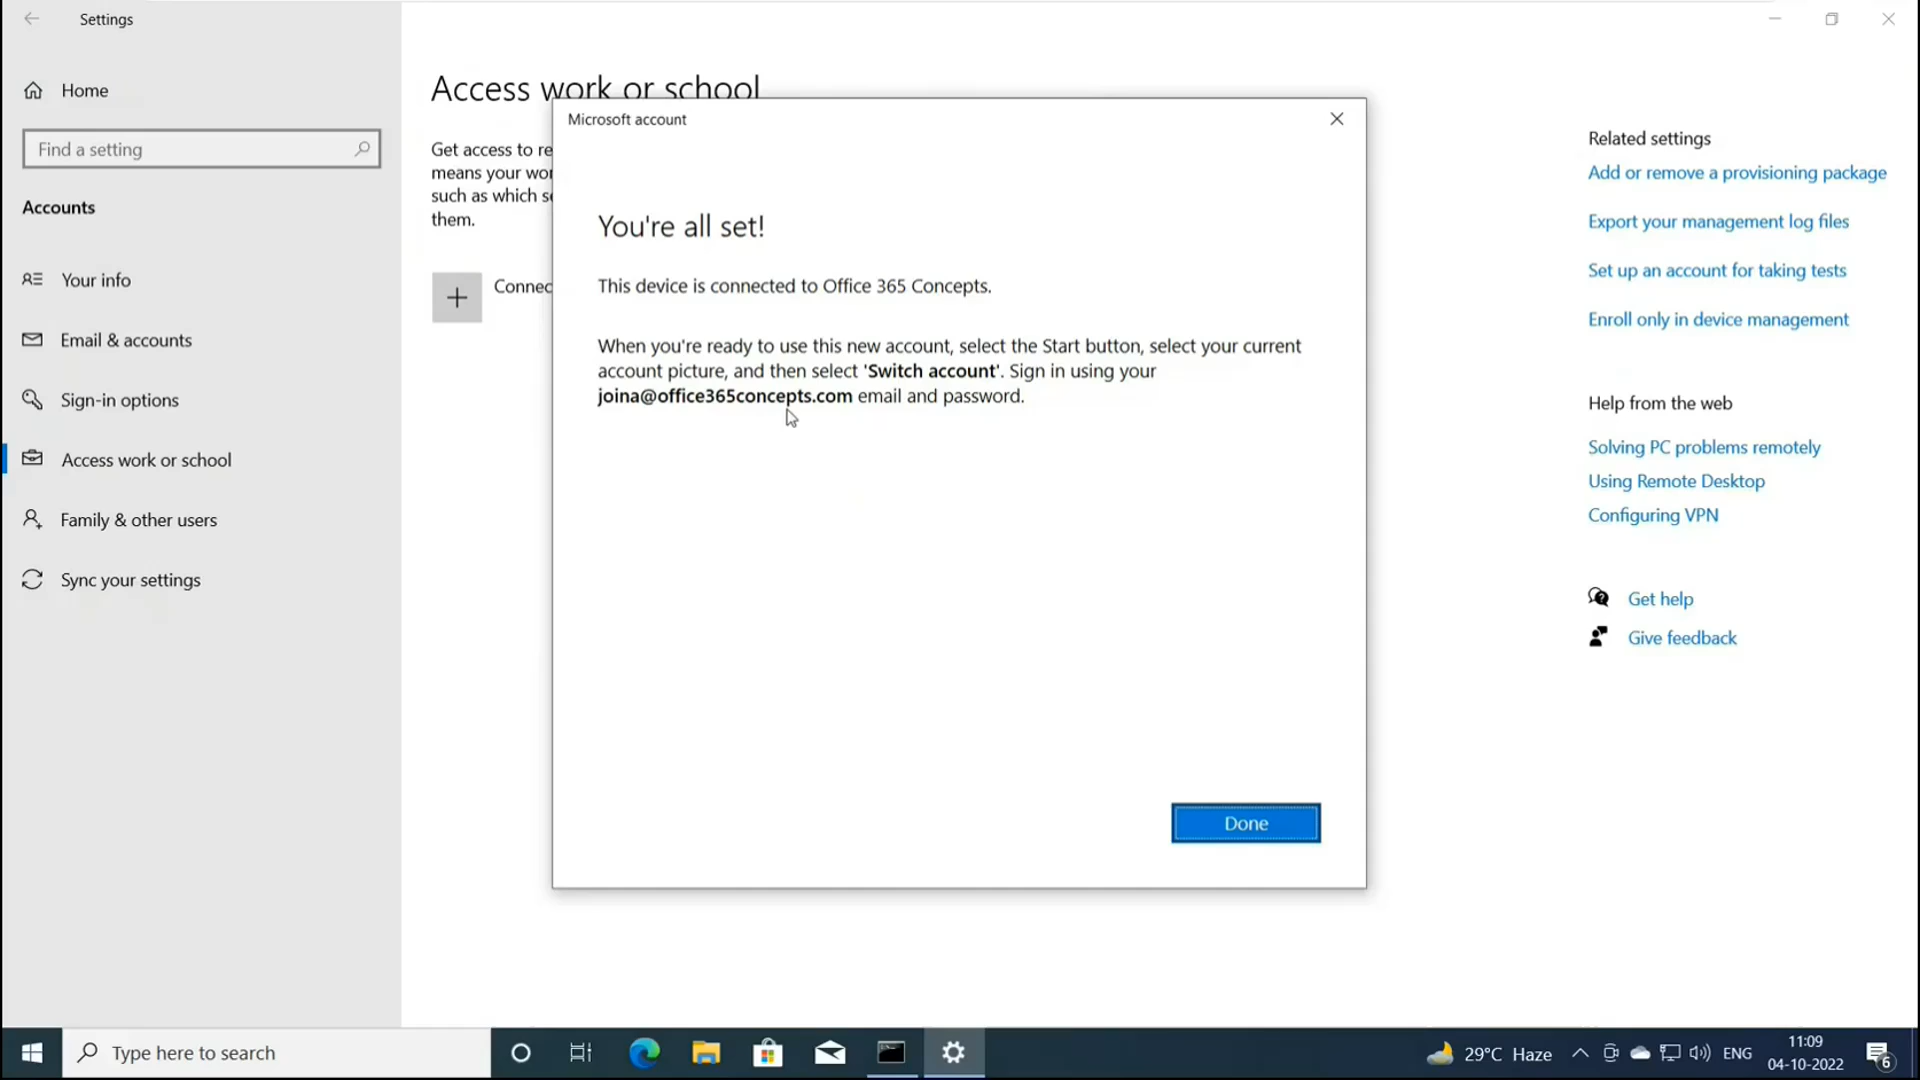 Settings
Home
Find a setting
Accounts
Your info
Email & accounts
Sign-in options
Access work or school
Family & other users
Sync your settings
Access work or school
Get access to re
means your wor
such as which se
them.
Connec
Microsoft account
You're all set!
This device is connected to Office 365 Concepts.
When you're ready to use this new account, select the Start button, select your current
account picture, and then select 'Switch account'. Sign in using your
joina@office365concepts.com email and password.
Done
Related settings
Add or remove a provisioning package
Export your management log files
Set up an account for taking tests
Enroll only in device management
Help from the web
Solving PC problems remotely
Using Remote Desktop
Configuring VPN
Get help
Give feedback
Type here to search
29°C Haze
ENG
11:09
04-10-2022
6